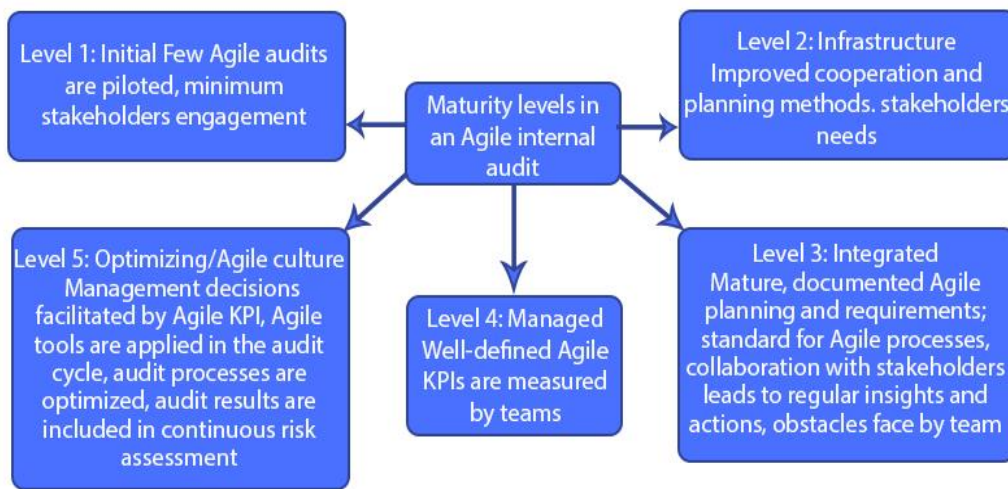 Level 1: Initial Few Agile audits
are piloted, minimum
stakeholders engagement
Maturity levels in
an Agile internal
audit
Level 2: Infrastructure
Improved cooperation and
planning methods. stakeholders
needs
Level 5: Optimizing/Agile culture
Management decisions
facilitated by Agile KPI, Agile
tools are applied in the audit
cycle, audit processes are
optimized, audit results are
included in continuous risk
assessment
Level 4: Managed
Well-defined Agile
KPIs are measured
by teams
Level 3: Integrated
Mature, documented Agile
planning and requirements;
standard for Agile processes,
collaboration with stakeholders
leads to regular insights and
actions, obstacles face by team